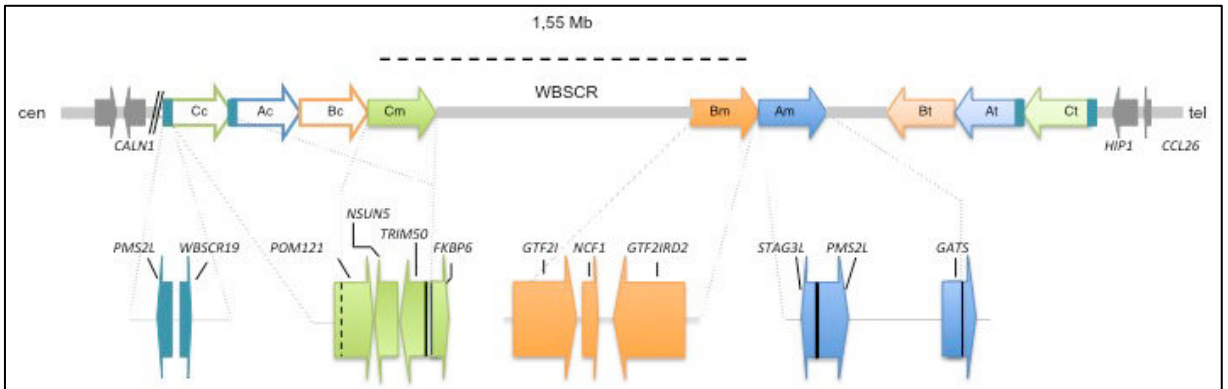 1,55 Mb
WBSCR
cen Cc Ac Bc Cm Bm Am Bt At Ct tel
CALN1 HIP1 CCL26
NSUN5
PMS2L WBSCR19 POM121 TRIM50 FKBP6 GTF2I NCF1 GTF2IRD2 STAG3L PMS2L GATS